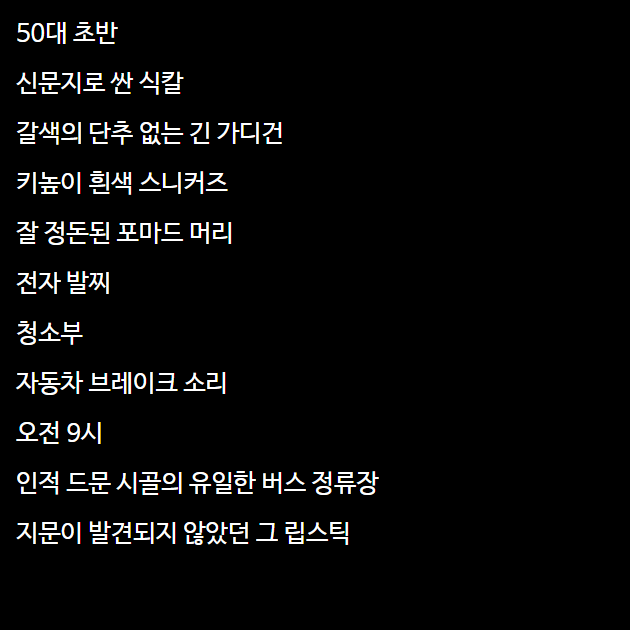 50대 초반
신문지로 싼 식칼
갈색의 단추 없는 긴 가디건
키높이 흰색 스니커즈
잘 정돈된 포마드 머리
전자 발찌
청소부
자동차 브레이크 소리
오전 9시
인적 드문 시골의 유일한 버스 정류장
지문이 발견되지 않았던 그 립스틱